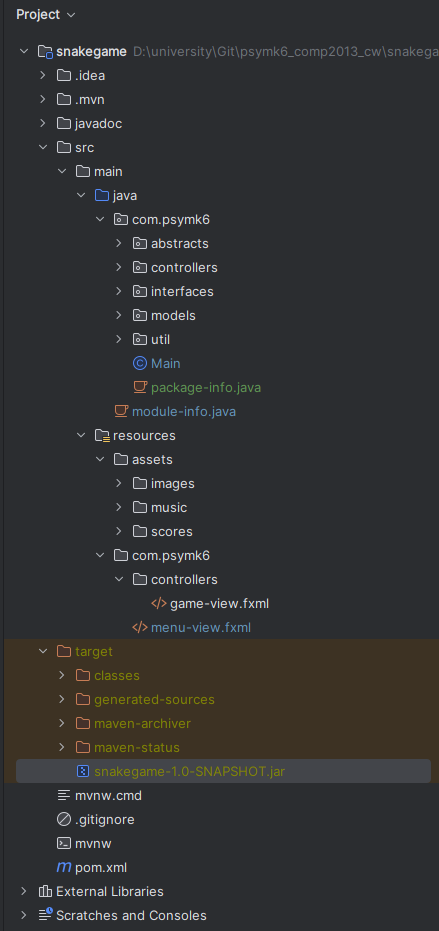 Project
snakegame D:\university\Git\psymk6_comp2013_cw\snakega
.idea
.mvn
javadoc
src
main
java
com.psymk6
abstracts
controllers
interfaces
models
util
Main
package-info.java
module-info.java
resources
assets
images
music
scores
com.psymk6
controllers
game-view.fxml
menu-view.fxml
target
classes
generated-sources
maven-archiver
maven-status
snakegame-1.0-SNAPSHOT.jar
mvnw.cmd
.gitignore
mvnw
pom.xml
External Libraries
Scratches and Consoles